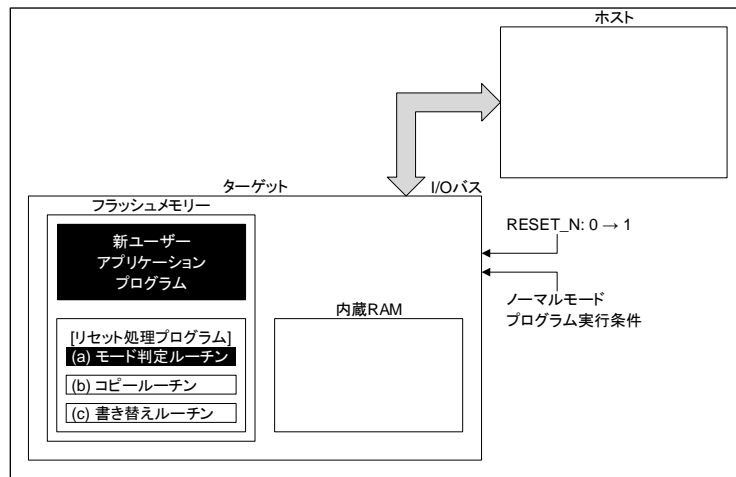 ホスト
ターゲット
I/Oバス
フラッシュメモリー
新ユーザー
アプリケーション
プログラム
RESET_N: 0 → 1
ノーマルモード
プログラム実行条件
内蔵RAM
[リセット処理プログラム]
(a) モード判定ルーチン
(b) コピールーチン
(c) 書き替えルーチン